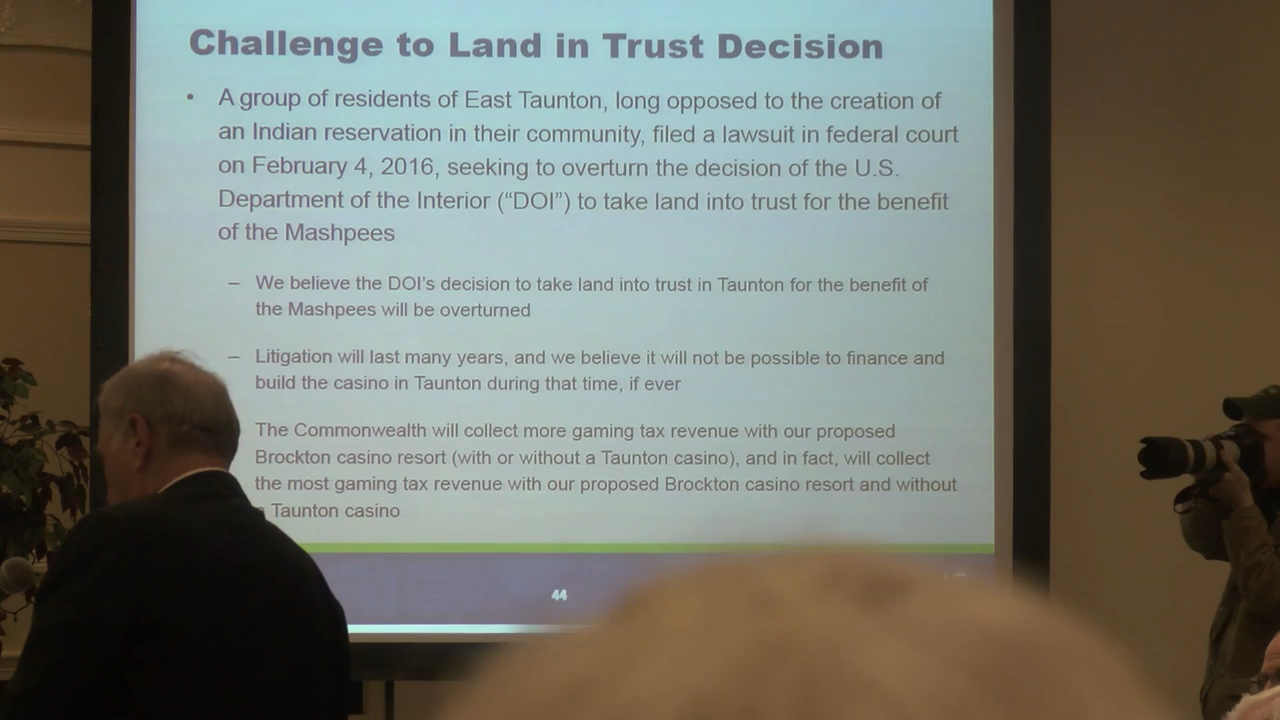 Challenge to Land in Trust Decision
• A group of residents of East Taunton, long opposed to the creation of
an Indian reservation in their community, filed a lawsuit in federal court
on February 4, 2016, seeking to overturn the decision of the U.S.
Department of the Interior (“DOI”) to take land into trust for the benefit
of the Mashpees
– We believe the DOI’s decision to take land into trust in Taunton for the benefit of
the Mashpees will be overturned
– Litigation will last many years, and we believe it will not be possible to finance and
build the casino in Taunton during that time, if ever
The Commonwealth will collect more gaming tax revenue with our proposed
Brockton casino resort (with or without a Taunton casino), and in fact, will collect
the most gaming tax revenue with our proposed Brockton casino resort and without
Taunton casino
44